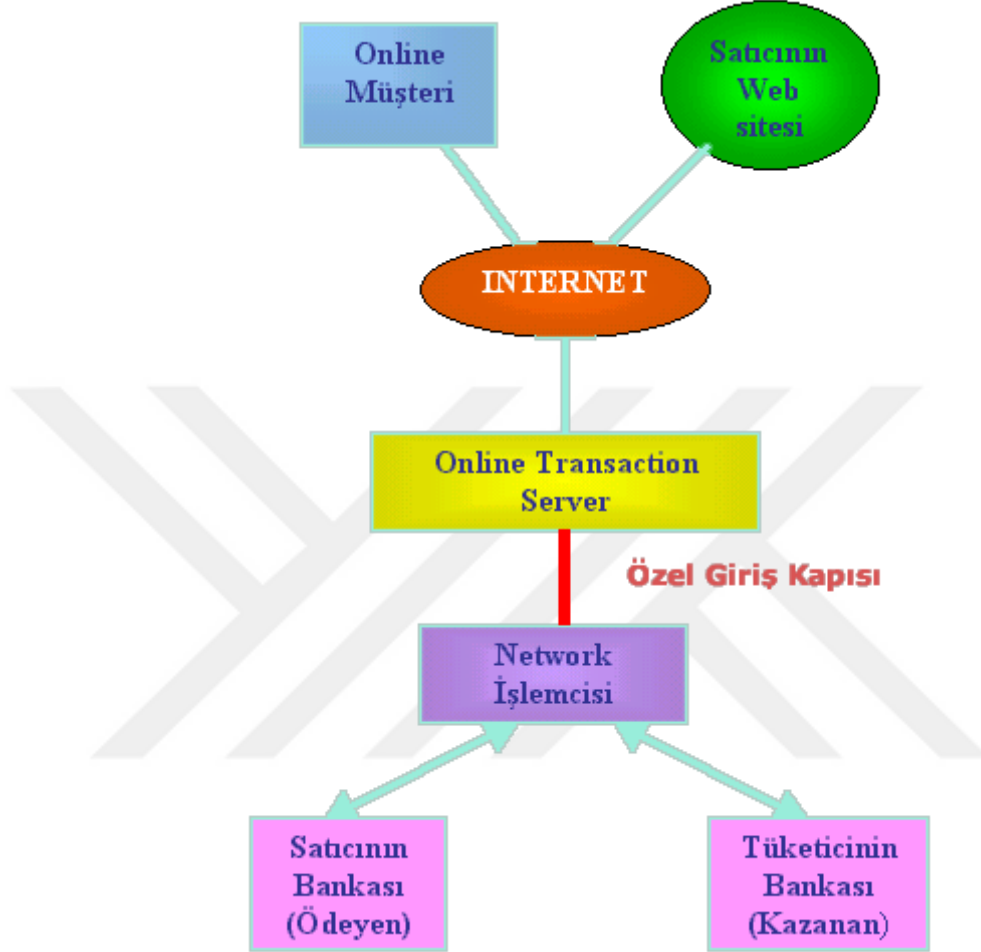 Online
Müşteri
Satıcının
Web
sitesi
INTERNET
Online Transaction
Server
Özel Giriş Kapısı
Network
İşlemcisi
Satıcının
Bankası
(Ödeyen)
Tüketicinin
Bankası
(Kazanan)